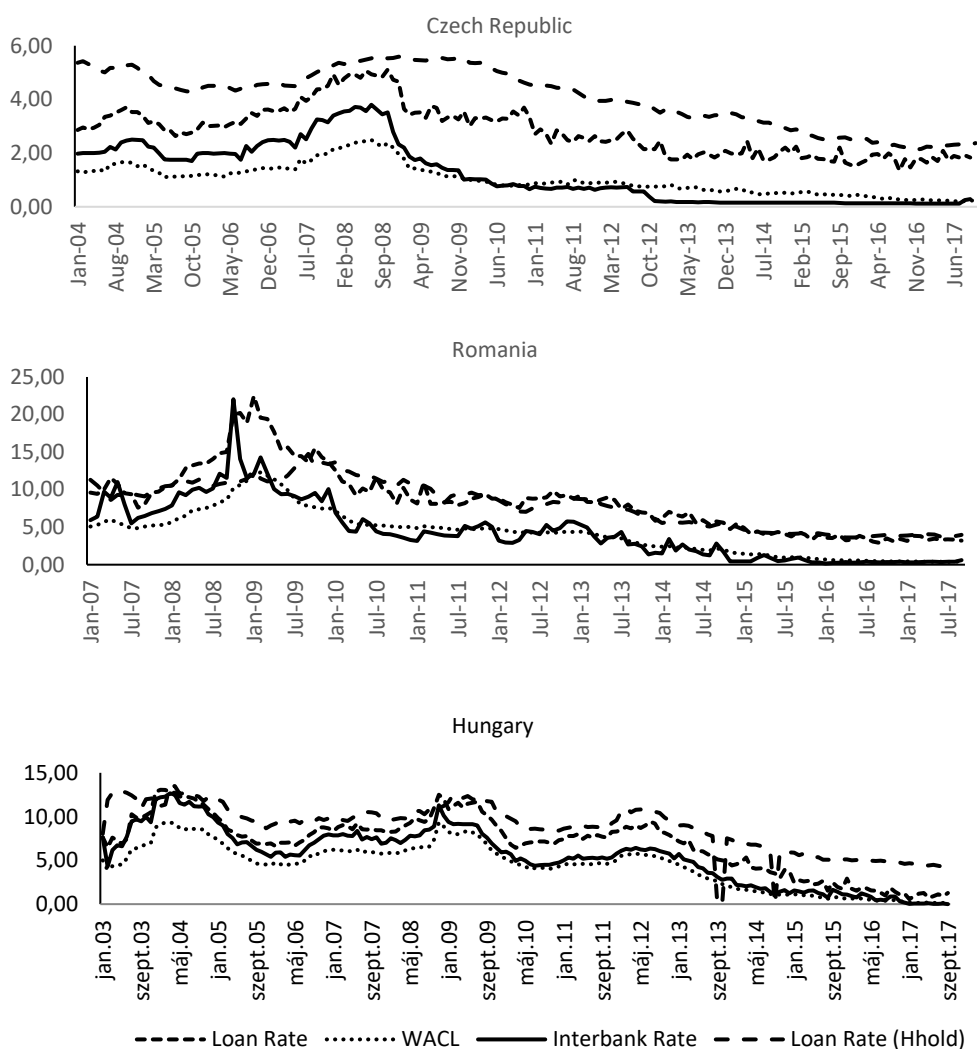 Czech Republic
6,00
4,00
2,00
0,00
Jan-04
Aug-04
Mar-05
Oct-05
May-06
Dec-06
Jul-07
Feb-08
Sep-08
Apr-09
Nov-09
Jun-10
Jan-11
Aug-11
Mar-12
Oct-12
May-13
Dec-13
Jul-14
Feb-15
Sep-15
Apr-16
Nov-16
Jun-17
Romania
25,00
20,00
15,00
10,00
5,00
0,00
Jan-07
Jul-07
Jan-08
Jul-08
Jan-09
Jul-09
Jan-10
Jul-10
Jan-11
Jul-11
Jan-12
Jul-12
Jan-13
Jul-13
Jan-14
Jul-14
Jan-15
Jul-15
Jan-16
Jul-16
Jan-17
Jul-17
Hungary
15,00
10,00
5,00
0,00
jan.03
szept.03
máj.04
jan.05
szept.05
máj.06
jan.07
szept.07
máj.08
jan.09
szept.09
máj.10
jan.11
szept.11
máj.12
jan.13
szept.13
máj.14
jan.15
szept.15
máj.16
jan.17
szept.17
Loan Rate WACL Interbank Rate Loan Rate (Hhold)